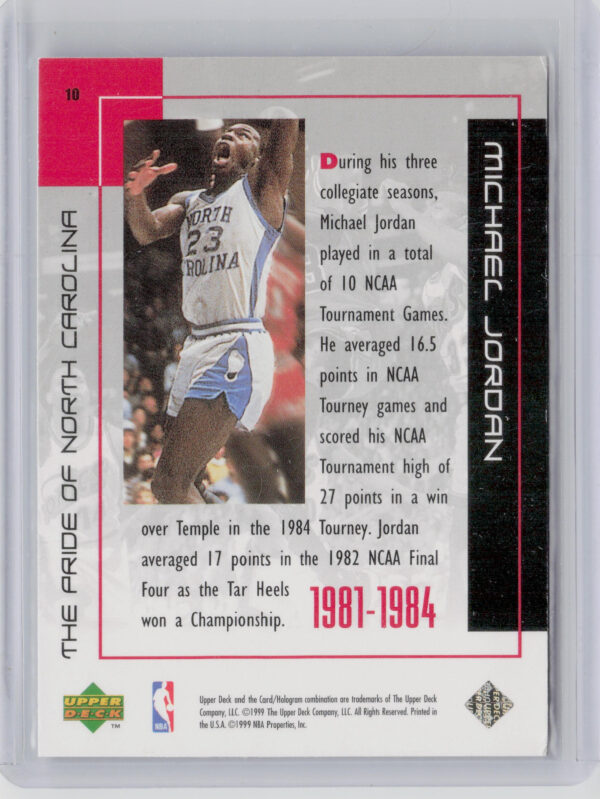 10
THE PRIDE OF NORTH CAROLINA
MICHAEL JORDAN
NORTH
23
During his three
collegiate seasons,
Michael Jordan
played in a total
of 10 NCAA
Tournament Games.
He averaged 16.5
points in NCAA
Tourney games and
scored his NCAA
Tournament high of
27 points in a win
over Temple in the 1984 Tourney. Jordan
averaged 17 points in the 1982 NCAA Final
Four as the Tar Heels
won a Championship.
1981-1984
UPPER
DECK
TM
NBA
Upper Deck and the Card/Hologram combination are trademarks of The Upper Deck
Company, LLC. ©1999 The Upper Deck Company, LLC. All Rights Reserved. Printed in
the U.S.A. ©1999 NBA Properties, Inc.